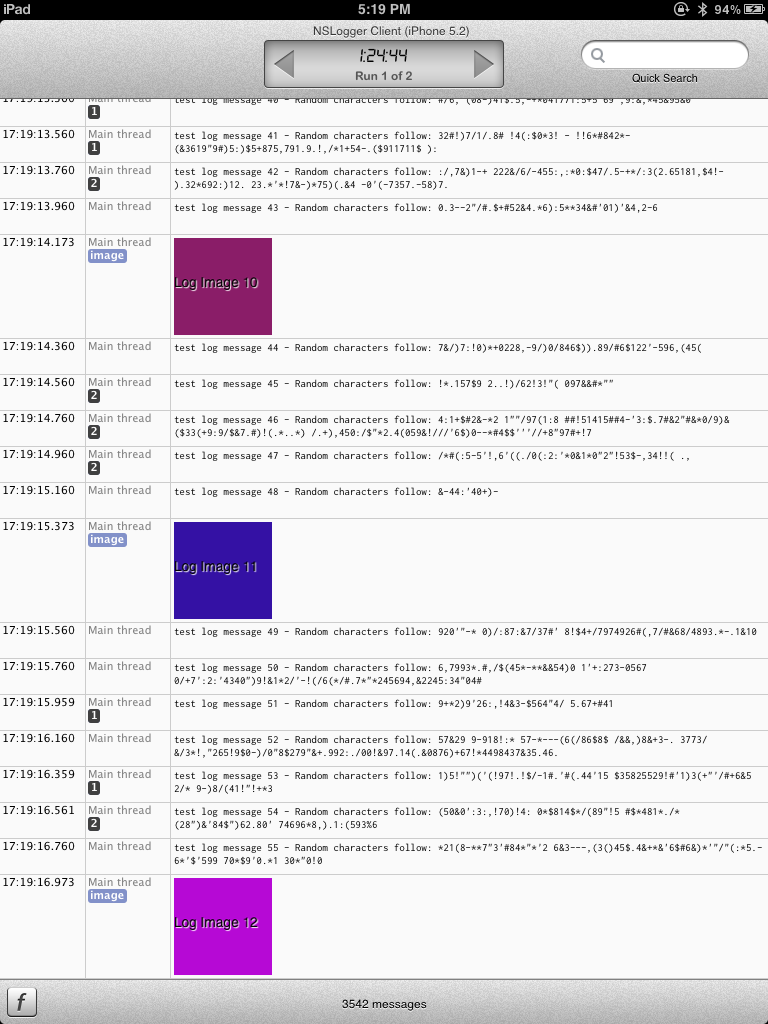 iPad 5:19 PM 94%
NSLogger Client (iPhone 5.2)
1:24:44
Run 1 of 2
Quick Search
Main thread test log message 40 - Random characters follow:
1
17:19:13.560 Main thread test log message 41 - Random characters follow: 32#!)7/1/.8# !4(:$0*3! - !!6*#842*-
1 (&3619"9#)5:)$5+875,791.9.!,/*1+54-.($911711$ ):
17:19:13.760 Main thread test log message 42 - Random characters follow: :/,7&)1-+ 222&/6/-455:,:*0:$47/.5-+*/:3(2.65181,$4!-
2 ).32*692:)12. 23.*'*!7&-)*75)(.&4 -0'(-7357.-58)7.
17:19:13.960 Main thread test log message 43 - Random characters follow: 0.3--2"/#.$+#52&4.*6):5**34&#'01)'&4,2-6
17:19:14.173 Main thread
image
Log Image 10
17:19:14.360 Main thread test log message 44 - Random characters follow: 7&/)7:!0)*+0228,-9/)0/846$)).89/#6$122'-596,(45(
17:19:14.560 Main thread test log message 45 - Random characters follow: !*.157$9 2..!)/62!3!"( 097&&#*""
2
17:19:14.760 Main thread test log message 46 - Random characters follow: 4:1+$#2&-*2 1""/97(1:8 ##!51415##4-'3:$.7#&2"#&*0/9)&
2 ($33(+9:9/$&7.#)!(.*..*) /.+),450:/$"*2.4(059&!///'6$)0--*#4$$'''//+8"97#+!7
17:19:14.960 Main thread test log message 47 - Random characters follow: /*#(:5-5'!,6'((./0(:2:'*0&1*0"2"!53$-,34!!( .,
2
17:19:15.160 Main thread test log message 48 - Random characters follow: &-44:'40+)-
17:19:15.373 Main thread
image
Log Image 11
17:19:15.560 Main thread test log message 49 - Random characters follow: 920'"-* 0)/:87:&7/37#' 8!$4+/7974926#(,7/#&68/4893.*-.1&10
17:19:15.760 Main thread test log message 50 - Random characters follow: 6,7993*.#,/$(45*-**&&54)0 1'+:273-0567
0/+7':2:'4340")9!&1*2/'-!(/6(*/#.7*"*245694,&2245:34"04#
17:19:15.959 Main thread test log message 51 - Random characters follow: 9+*2)9'26:,!4&3-$564"4/ 5.67+#41
1
17:19:16.160 Main thread test log message 52 - Random characters follow: 57&29 9-918!:* 57-*---(6(/86$8$ /&&,)8&+3-. 3773/
&/3*!,"265!9$0-)/0"8$279"&+.992:./00!&97.14(.&0876)+67!*4498437&35.46.
17:19:16.359 Main thread test log message 53 - Random characters follow: 1)5!"")('(!97!.!$/-1#.'#(.44'15 $35825529!#'1)3(+"'/#+6&5
1 2/* 9-)8/(41!"!+*3
17:19:16.561 Main thread test log message 54 - Random characters follow: (50&0':3:,!70)!4: 0*$814$*/(89"!5 #$*481*./*
2 (28")&'84$")62.80' 74696*8,).1:(593%6
17:19:16.760 Main thread test log message 55 - Random characters follow: *21(8-**7"3'#84*"*'2 6&3---,(3()45$.4&+*&'6$#6&)*'"/"(:*5.-
6*'$'599 70*$9'0.*1 30*"0!0
17:19:16.973 Main thread
image
Log Image 12
f 3542 messages